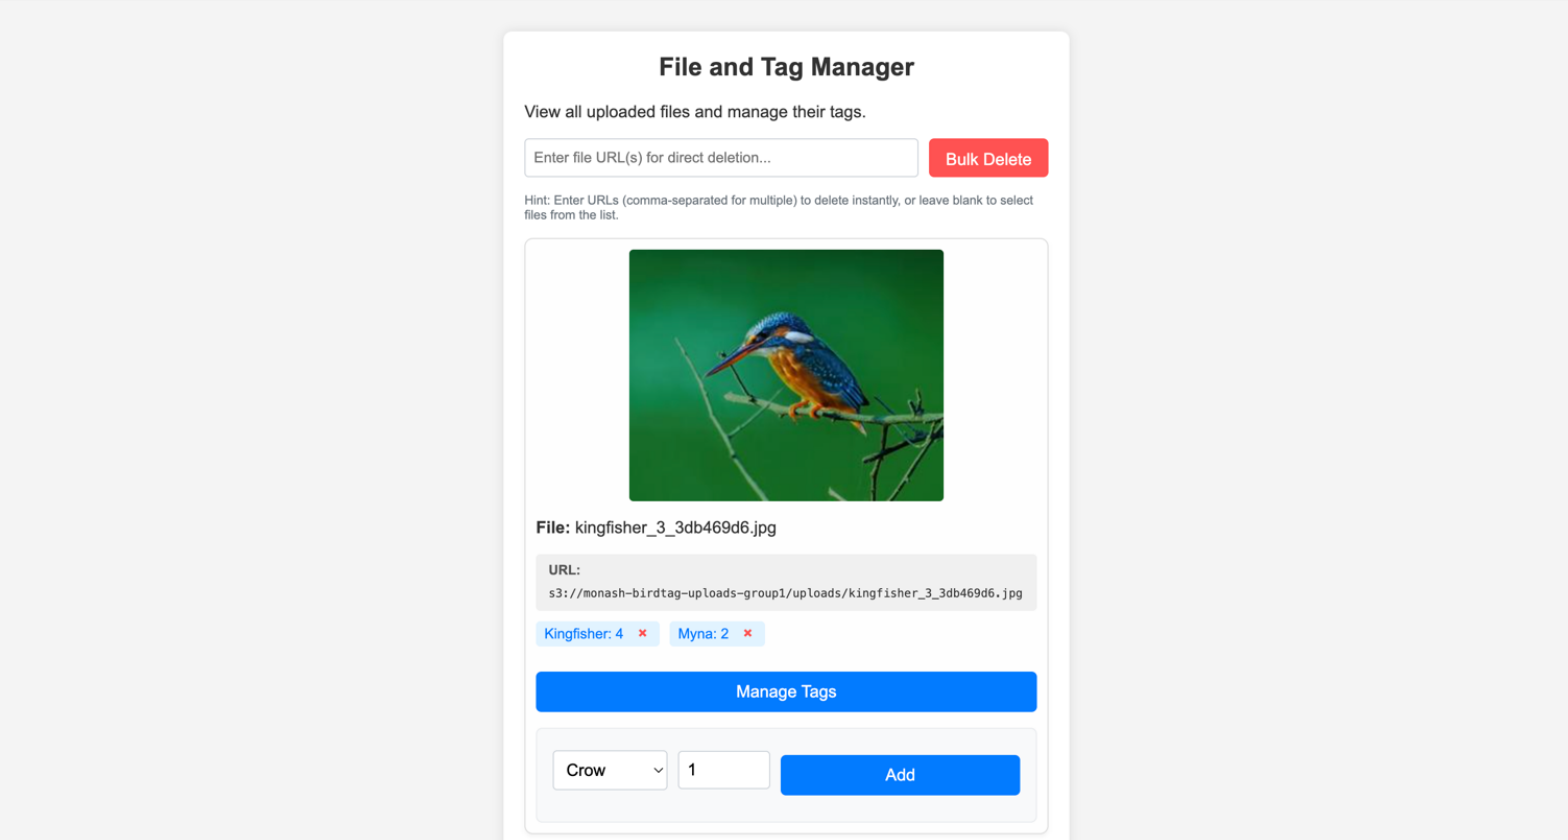 File and Tag Manager
View all uploaded files and manage their tags.
Enter file URL(s) for direct deletion...
Bulk Delete
Hint: Enter URLs (comma-separated for multiple) to delete instantly, or leave blank to select
files from the list.
File: kingfisher_3_3db469d6.jpg
URL:
s3://monash-birdtag-uploads-group1/uploads/kingfisher_3_3db469d6.jpg
Kingfisher: 4 ✖ Myna: 2 ✖
Manage Tags
Crow 1 Add